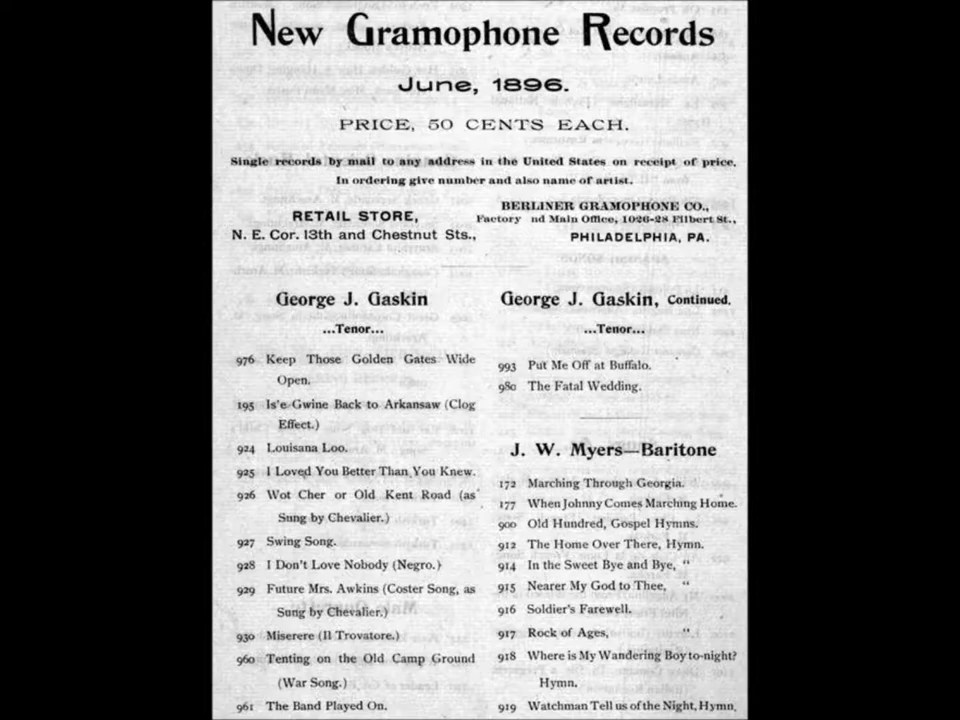 New Gramophone Records
June, 1896.
PRICE, 50 CENTS EACH.
Single records by mail to any address in the United States on receipt of price.
In ordering give number and also name of artist.
RETAIL STORE,
N. E. Cor. 13th and Chestnut Sts.,
BERLINER GRAMOPHONE CO.,
Factory nd Main Office, 1026-28 Filbert St.,
PHILADELPHIA, PA.
George J. Gaskin
...Tenor...
976 Keep Those Golden Gates Wide
Open.
195 Is'e Gwine Back to Arkansaw (Clog
Effect.)
924 Louisana Loo.
925 I Loved You Better Than You Knew.
926 Wot Cher or Old Kent Road (as
Sung by Chevalier.)
927 Swing Song.
928 I Don't Love Nobody (Negro.)
929 Future Mrs. Awkins (Coster Song, as
Sung by Chevalier.)
930 Miserere (Il Trovatore.)
960 Tenting on the Old Camp Ground
(War Song.)
961 The Band Played On.
George J. Gaskin, Continued.
...Tenor...
993 Put Me Off at Buffalo.
980 The Fatal Wedding.
J. W. Myers—Baritone
172 Marching Through Georgia.
177 When Johnny Comes Marching Home.
900 Old Hundred, Gospel Hymns.
912 The Home Over There, Hymn.
914 In the Sweet Bye and Bye, "
915 Nearer My God to Thee, "
916 Soldier's Farewell.
917 Rock of Ages, "
918 Where is My Wandering Boy to-night?
Hymn.
919 Watchman Tell us of the Night, Hymn.